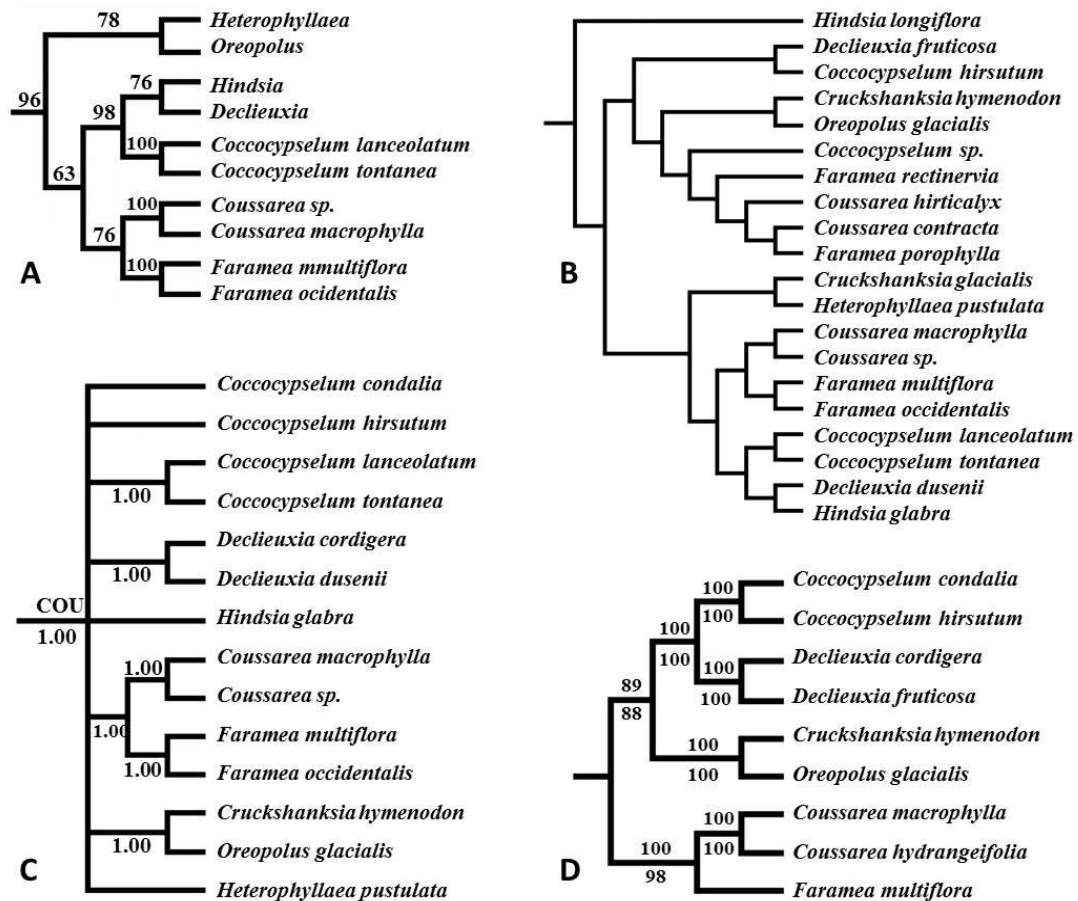 78
Heterophyllaea
Oreopolus
96
76
Hindsia
98
Declieuxia
100
Coccocypselum lanceolatum
Coccocypselum tontanea
63
100
Coussarea sp.
Coussarea macrophylla
76
100
Faramea mmultiflora
Faramea ocidentalis
A
Hindsia longiflora
Declieuxia fruticosa
Coccocypselum hirsutum
Cruckshanksia hymenodon
Oreopolus glacialis
Coccocypselum sp.
Faramea rectinervia
Coussarea hirticalyx
Coussarea contracta
Faramea porophylla
Cruckshanksia glacialis
Heterophyllaea pustulata
Coussarea macrophylla
Coussarea sp.
Faramea multiflora
Faramea occidentalis
Coccocypselum lanceolatum
Coccocypselum tontanea
Declieuxia dusenii
Hindsia glabra
B
Coccocypselum condalia
Coccocypselum hirsutum
Coccocypselum lanceolatum
1.00
Coccocypselum tontanea
Declieuxia cordigera
1.00
Declieuxia dusenii
COU
1.00
Hindsia glabra
1.00
Coussarea macrophylla
Coussarea sp.
1.00
Faramea multiflora
1.00
Faramea occidentalis
Cruckshanksia hymenodon
1.00
Oreopolus glacialis
Heterophyllaea pustulata
C
100
100
Coccocypselum condalia
Coccocypselum hirsutum
100
100
100
100
Declieuxia cordigera
Declieuxia fruticosa
89
88
100
100
Cruckshanksia hymenodon
Oreopolus glacialis
100
100
Coussarea macrophylla
Coussarea hydrangeifolia
100
98
Faramea multiflora
D